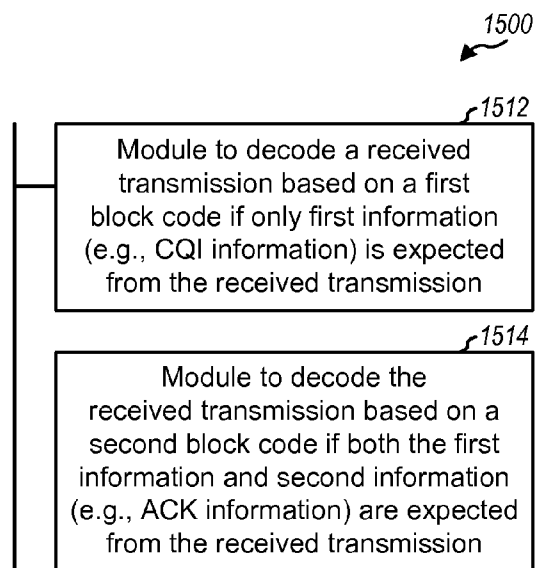 1500
1512
Module to decode a received
transmission based on a first
block code if only first information
(e.g., CQI information) is expected
from the received transmission
1514
Module to decode the
received transmission based on a
second block code if both the first
information and second information
(e.g., ACK information) are expected
from the received transmission